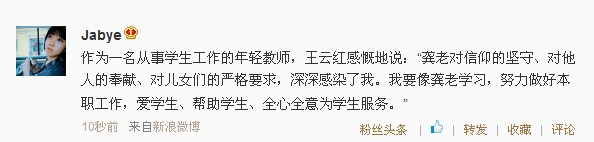 Jabye
作为一名从事学生工作的年轻教师，王云红感慨地说：“龚老对信仰的坚守、对他
人的奉献、对儿女们的严格要求，深深感染了我。我要像龚老学习，努力做好本
职工作，爱学生、帮助学生、全心全意为学生服务。”
10秒前 来自新浪微博 粉丝头条 | | 转发 | 收藏 | 评论